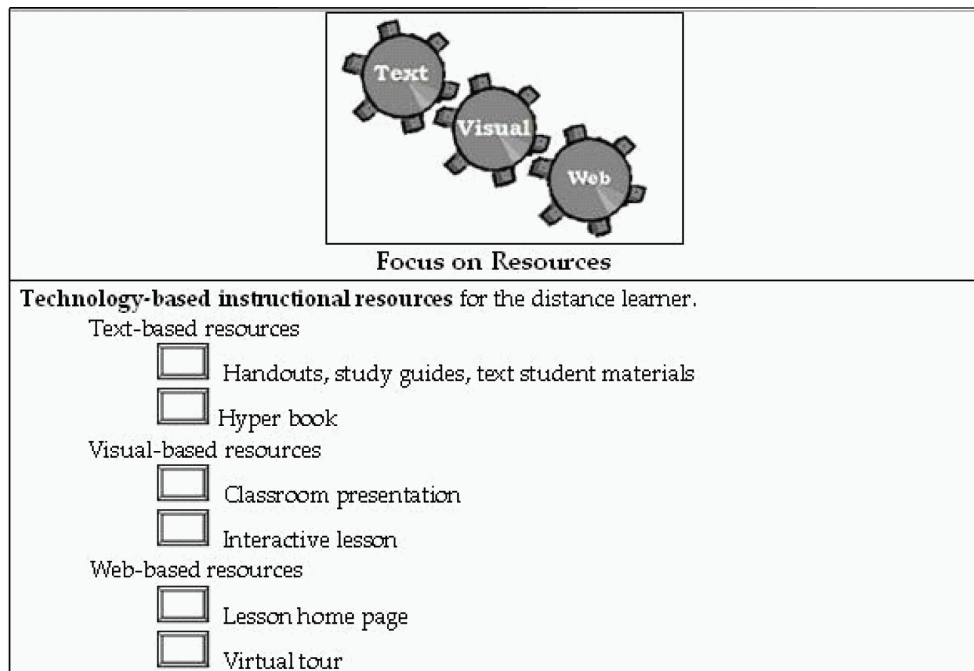 Text
Visual
Web
Focus on Resources
Technology-based instructional resources for the distance learner.
Text-based resources
Handouts, study guides, text student materials
Hyper book
Visual-based resources
Classroom presentation
Interactive lesson
Web-based resources
Lesson home page
Virtual tour